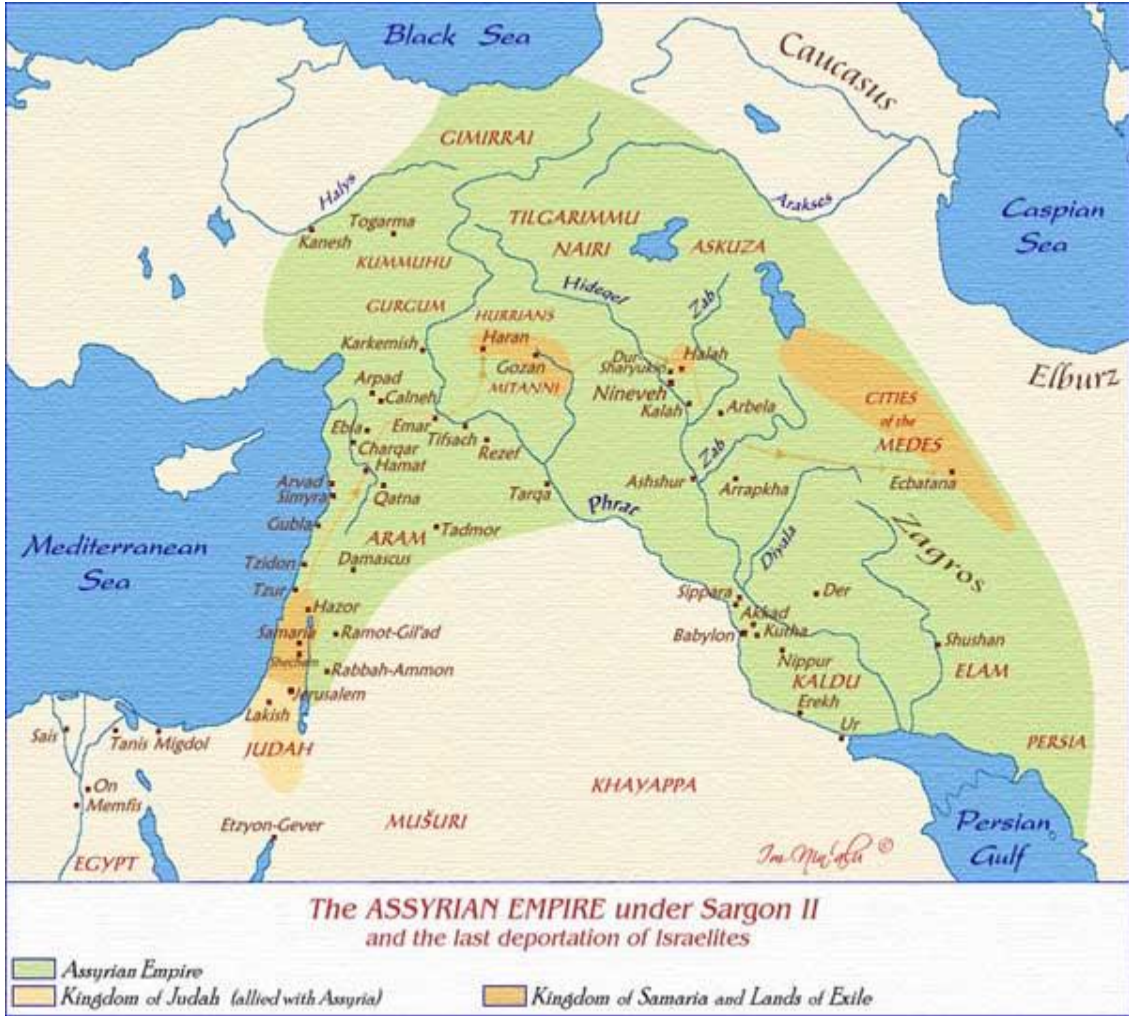 Black Sea
Caucasus
GIMIRRAI
Halys
Togarma
Kanesh
TILGARIMMU
NAIRI
ASKUZA
Arakses
Caspian
Sea
KUMMUHU
Hideqel
Zab
GURGUM
HURRIANS
Karkemish
Haran
Gozan
MITANNI
Dur-
Sharyukin
Halah
Nineveh
Kalah
Arbela
Elburz
CITIES
of the
MEDES
Ecbatana
Arpad
Calneh
Ebla
Emar
Tifsach
Charqar
Rezef
Hamat
Zab
Arvad
Simyra
Qatna
Tarqa
Ashshur
Arrapkha
Gubla
ARAM
Tadmor
Phrat
Diyala
Zagros
Mediterranean
Sea
Tzidon
Damascus
Tzur
Hazor
Sippara
Akkad
Der
Samaria
Ramot-Gil'ad
Babylon
Kutha
Shushan
Shechem
Rabbah-Ammon
Nippur
KALDU
ELAM
Jerusalem
Lakish
Erekh
Ur
Sais
Tanis
Migdol
JUDAH
PERSIA
On
Memfis
KHAYAPPA
Etzyon-Gever
MUŠURI
Persian
Gulf
EGYPT
Im Nin'alu ©
The ASSYRIAN EMPIRE under Sargon II
and the last deportation of Israelites
Assyrian Empire
Kingdom of Judah (allied with Assyria)
Kingdom of Samaria and Lands of Exile